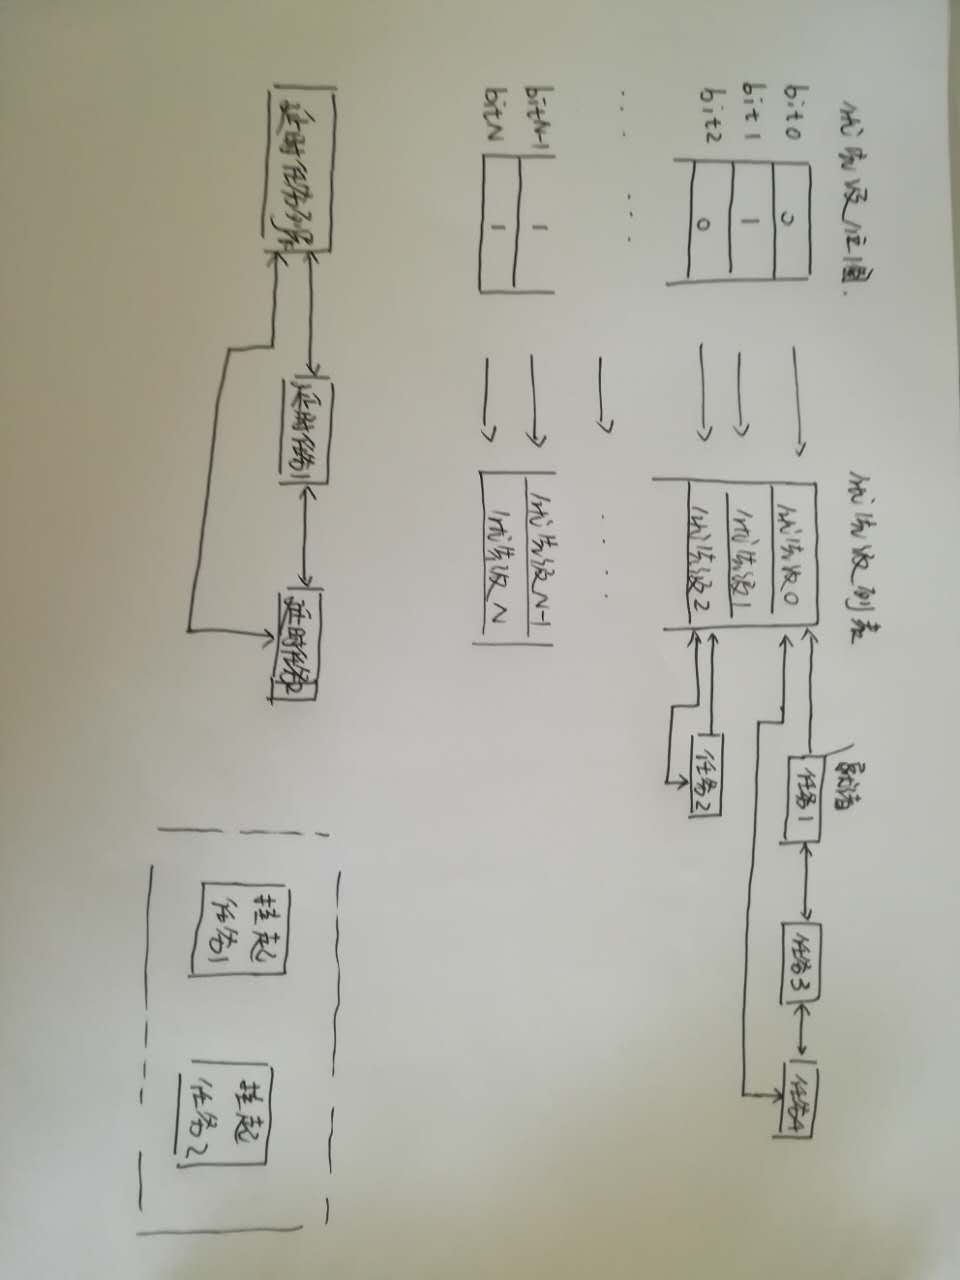 优先级位图.
优先级列表
bit0
0
优先级0
就绪
任务1
任务3
任务4
bit1
1
优先级1
bit2
0
优先级2
任务2
....
....
....
bitN-1
1
优先级N-1
bitN
1
优先级N
延时任务列表
延时任务1
延时任务2
挂起
任务1
挂起
任务2